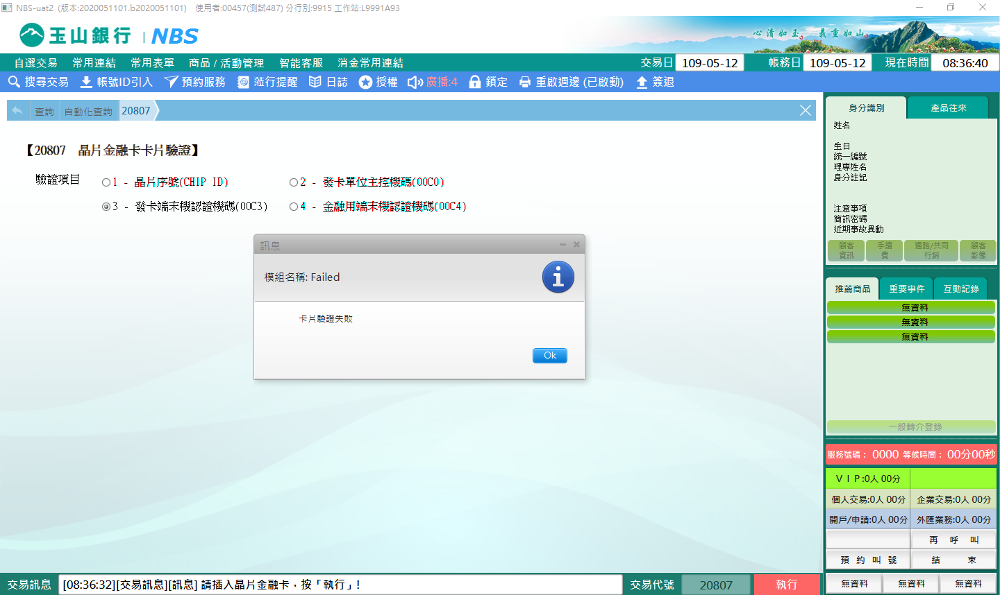 NBS-uat2 (版本:2020051101.b2020051101) 使用者:00457(測試487) 分行別:9915 工作站:L9991A93
玉山銀行 | NBS
心清如玉。義重如山。
自選交易 常用連結 常用表單 商品 / 活動管理 智能客服 消金常用連結
交易日 109-05-12 帳務日 109-05-12 現在時間 08:36:40
搜尋交易 帳號ID引入 預約服務 蒞行提醒 日誌 授權 廣播:4 鎖定 重啟週邊 (已啟動) 簽退
查詢 自動化查詢 20807
【20807 晶片金融卡卡片驗證】
驗證項目
1 - 晶片序號(CHIP ID)
2 - 發卡單位主控機碼(00C0)
3 - 發卡端末機認證機碼(00C3)
4 - 金融用端末機認證機碼(00C4)
訊息
模組名稱: Failed
卡片驗證失敗
Ok
身分識別 產品往來
姓名
生日
統一編號
理專姓名
身分註記
注意事項
簡訊密碼
近期事故異動
顧客
資訊
手續
費
通路/共同
行銷
顧客
影像
推薦商品 重要事件 互動記錄
無資料
無資料
無資料
一般轉介登錄
服務號碼： 0000 等候時間： 00分00秒
ＶＩＰ:0人 00分
個人交易:0人 00分 企業交易:0人 00分
開戶/申請:0人 00分 外匯業務:0人 00分
再 呼 叫
預 約 叫 號 結 束
無資料 無資料 無資料
交易訊息 [08:36:32][交易訊息][訊息] 請插入晶片金融卡，按「執行」!
交易代號 20807 執行